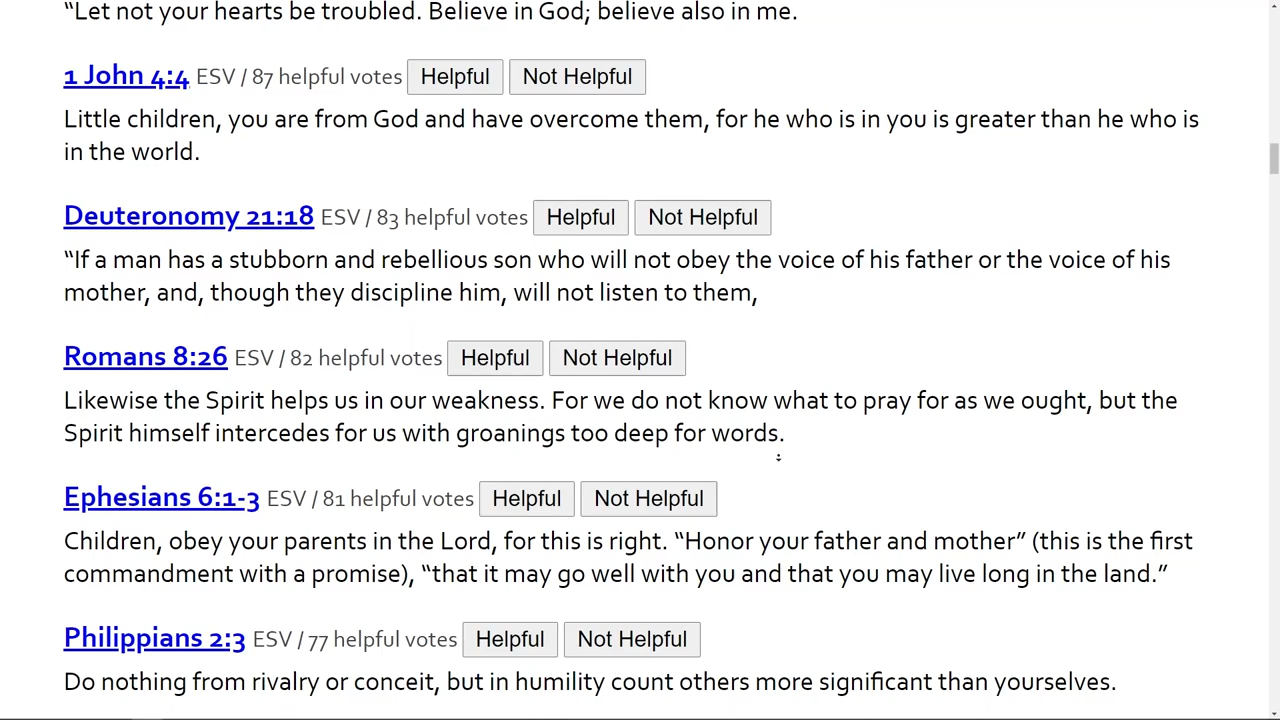 “Let not your hearts be troubled. Believe in God; believe also in me.
1 John 4:4 ESV / 87 helpful votes Helpful Not Helpful
Little children, you are from God and have overcome them, for he who is in you is greater than he who is
in the world.
Deuteronomy 21:18 ESV / 83 helpful votes Helpful Not Helpful
“If a man has a stubborn and rebellious son who will not obey the voice of his father or the voice of his
mother, and, though they discipline him, will not listen to them,
Romans 8:26 ESV / 82 helpful votes Helpful Not Helpful
Likewise the Spirit helps us in our weakness. For we do not know what to pray for as we ought, but the
Spirit himself intercedes for us with groanings too deep for words.
Ephesians 6:1-3 ESV / 81 helpful votes Helpful Not Helpful
Children, obey your parents in the Lord, for this is right. “Honor your father and mother” (this is the first
commandment with a promise), “that it may go well with you and that you may live long in the land.”
Philippians 2:3 ESV / 77 helpful votes Helpful Not Helpful
Do nothing from rivalry or conceit, but in humility count others more significant than yourselves.